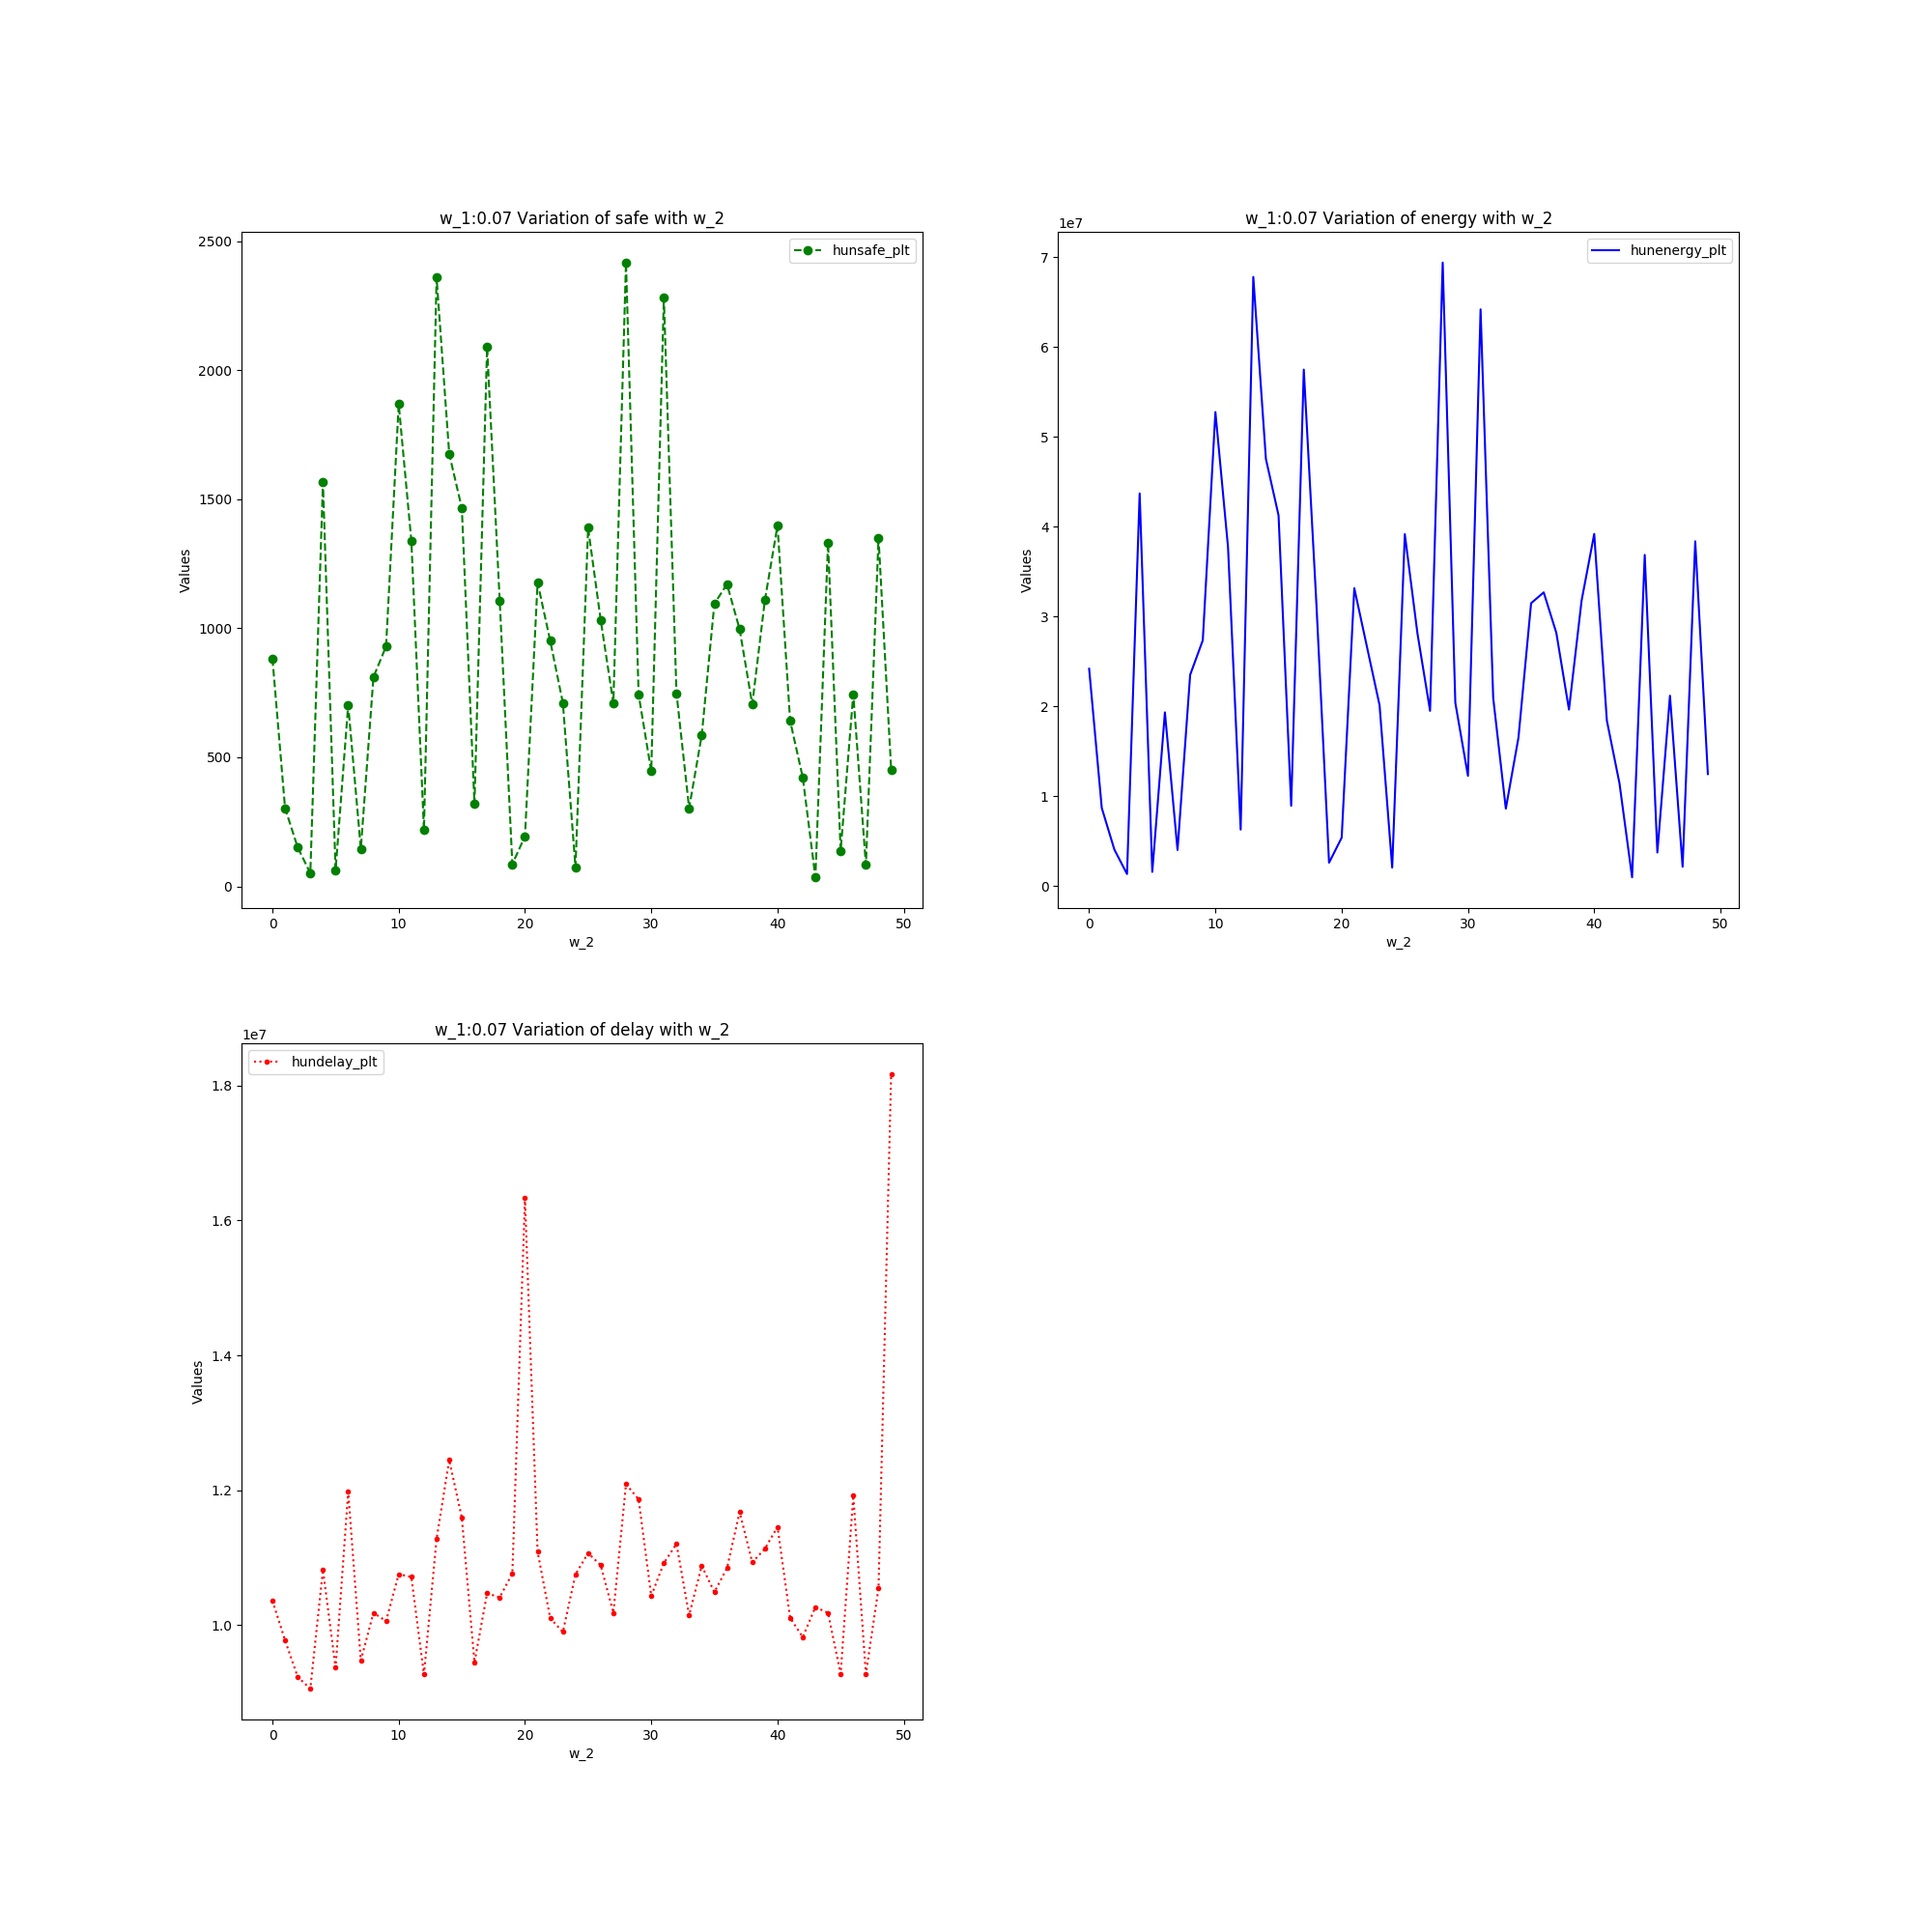 w_1:0.07 Variation of safe with w_2
hunsafe_plt
2500
2000
1500
1000
500
0
Values
0 10 20 30 40 50
w_2
w_1:0.07 Variation of energy with w_2
1e7
hunenergy_plt
7
6
5
4
3
2
1
0
Values
0 10 20 30 40 50
w_2
w_1:0.07 Variation of delay with w_2
1e7
hundelay_plt
1.8
1.6
1.4
1.2
1.0
Values
0 10 20 30 40 50
w_2